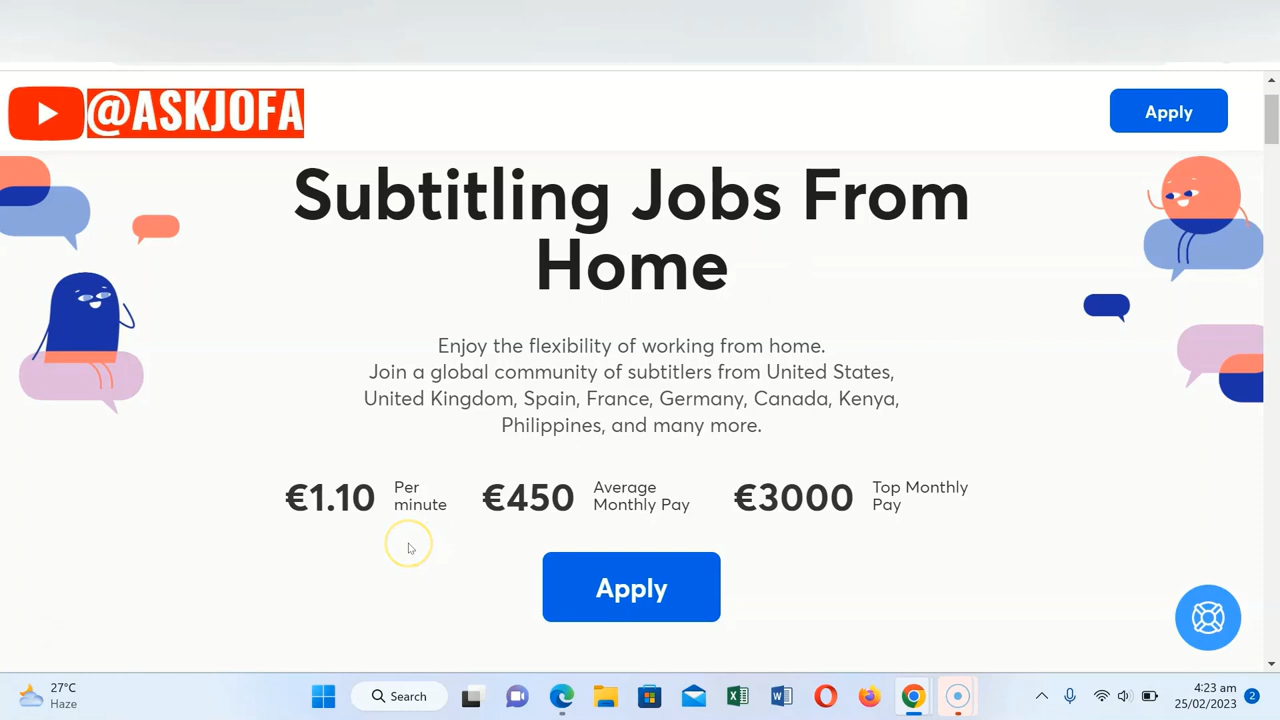 @ASKJOFA
Apply
Subtitling Jobs From
Home
Enjoy the flexibility of working from home.
Join a global community of subtitlers from United States,
United Kingdom, Spain, France, Germany, Canada, Kenya,
Philippines, and many more.
€1.10 Per minute
€450 Average Monthly Pay
€3000 Top Monthly Pay
Apply
27°C
Haze
Search
4:23 am
25/02/2023
2